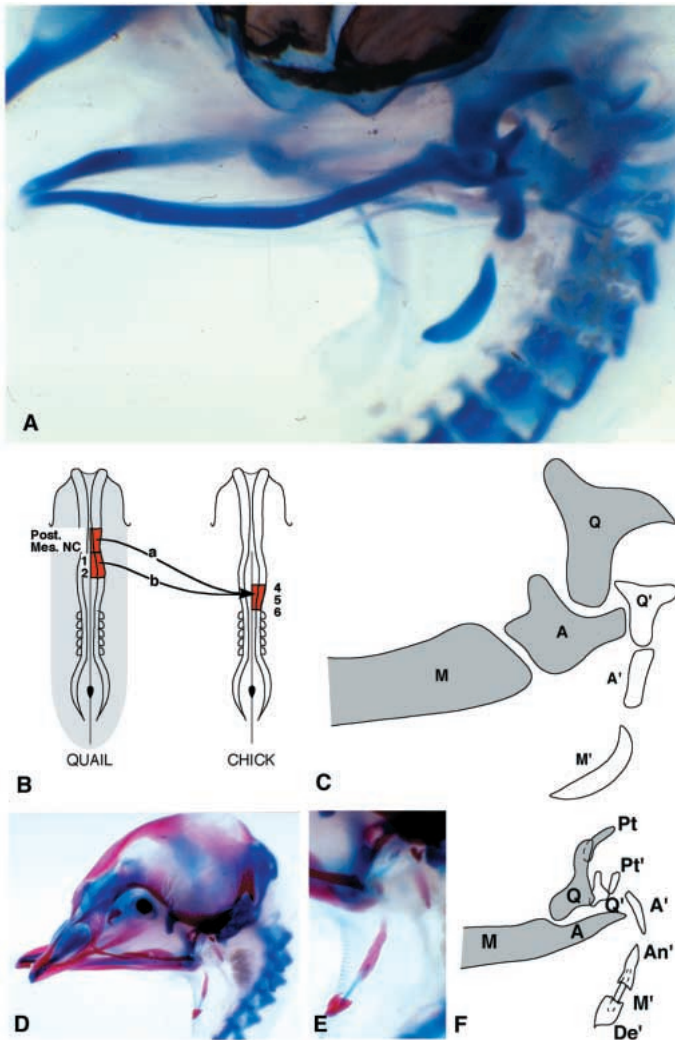 A
Post.
Mes. NC
1
2
a
b
4
5
6
QUAIL
CHICK
B
Q
Q'
A
A'
M
M'
C
D
E
Pt
Pt'
Q
Q'
A'
A
M
An'
M'
De'
F